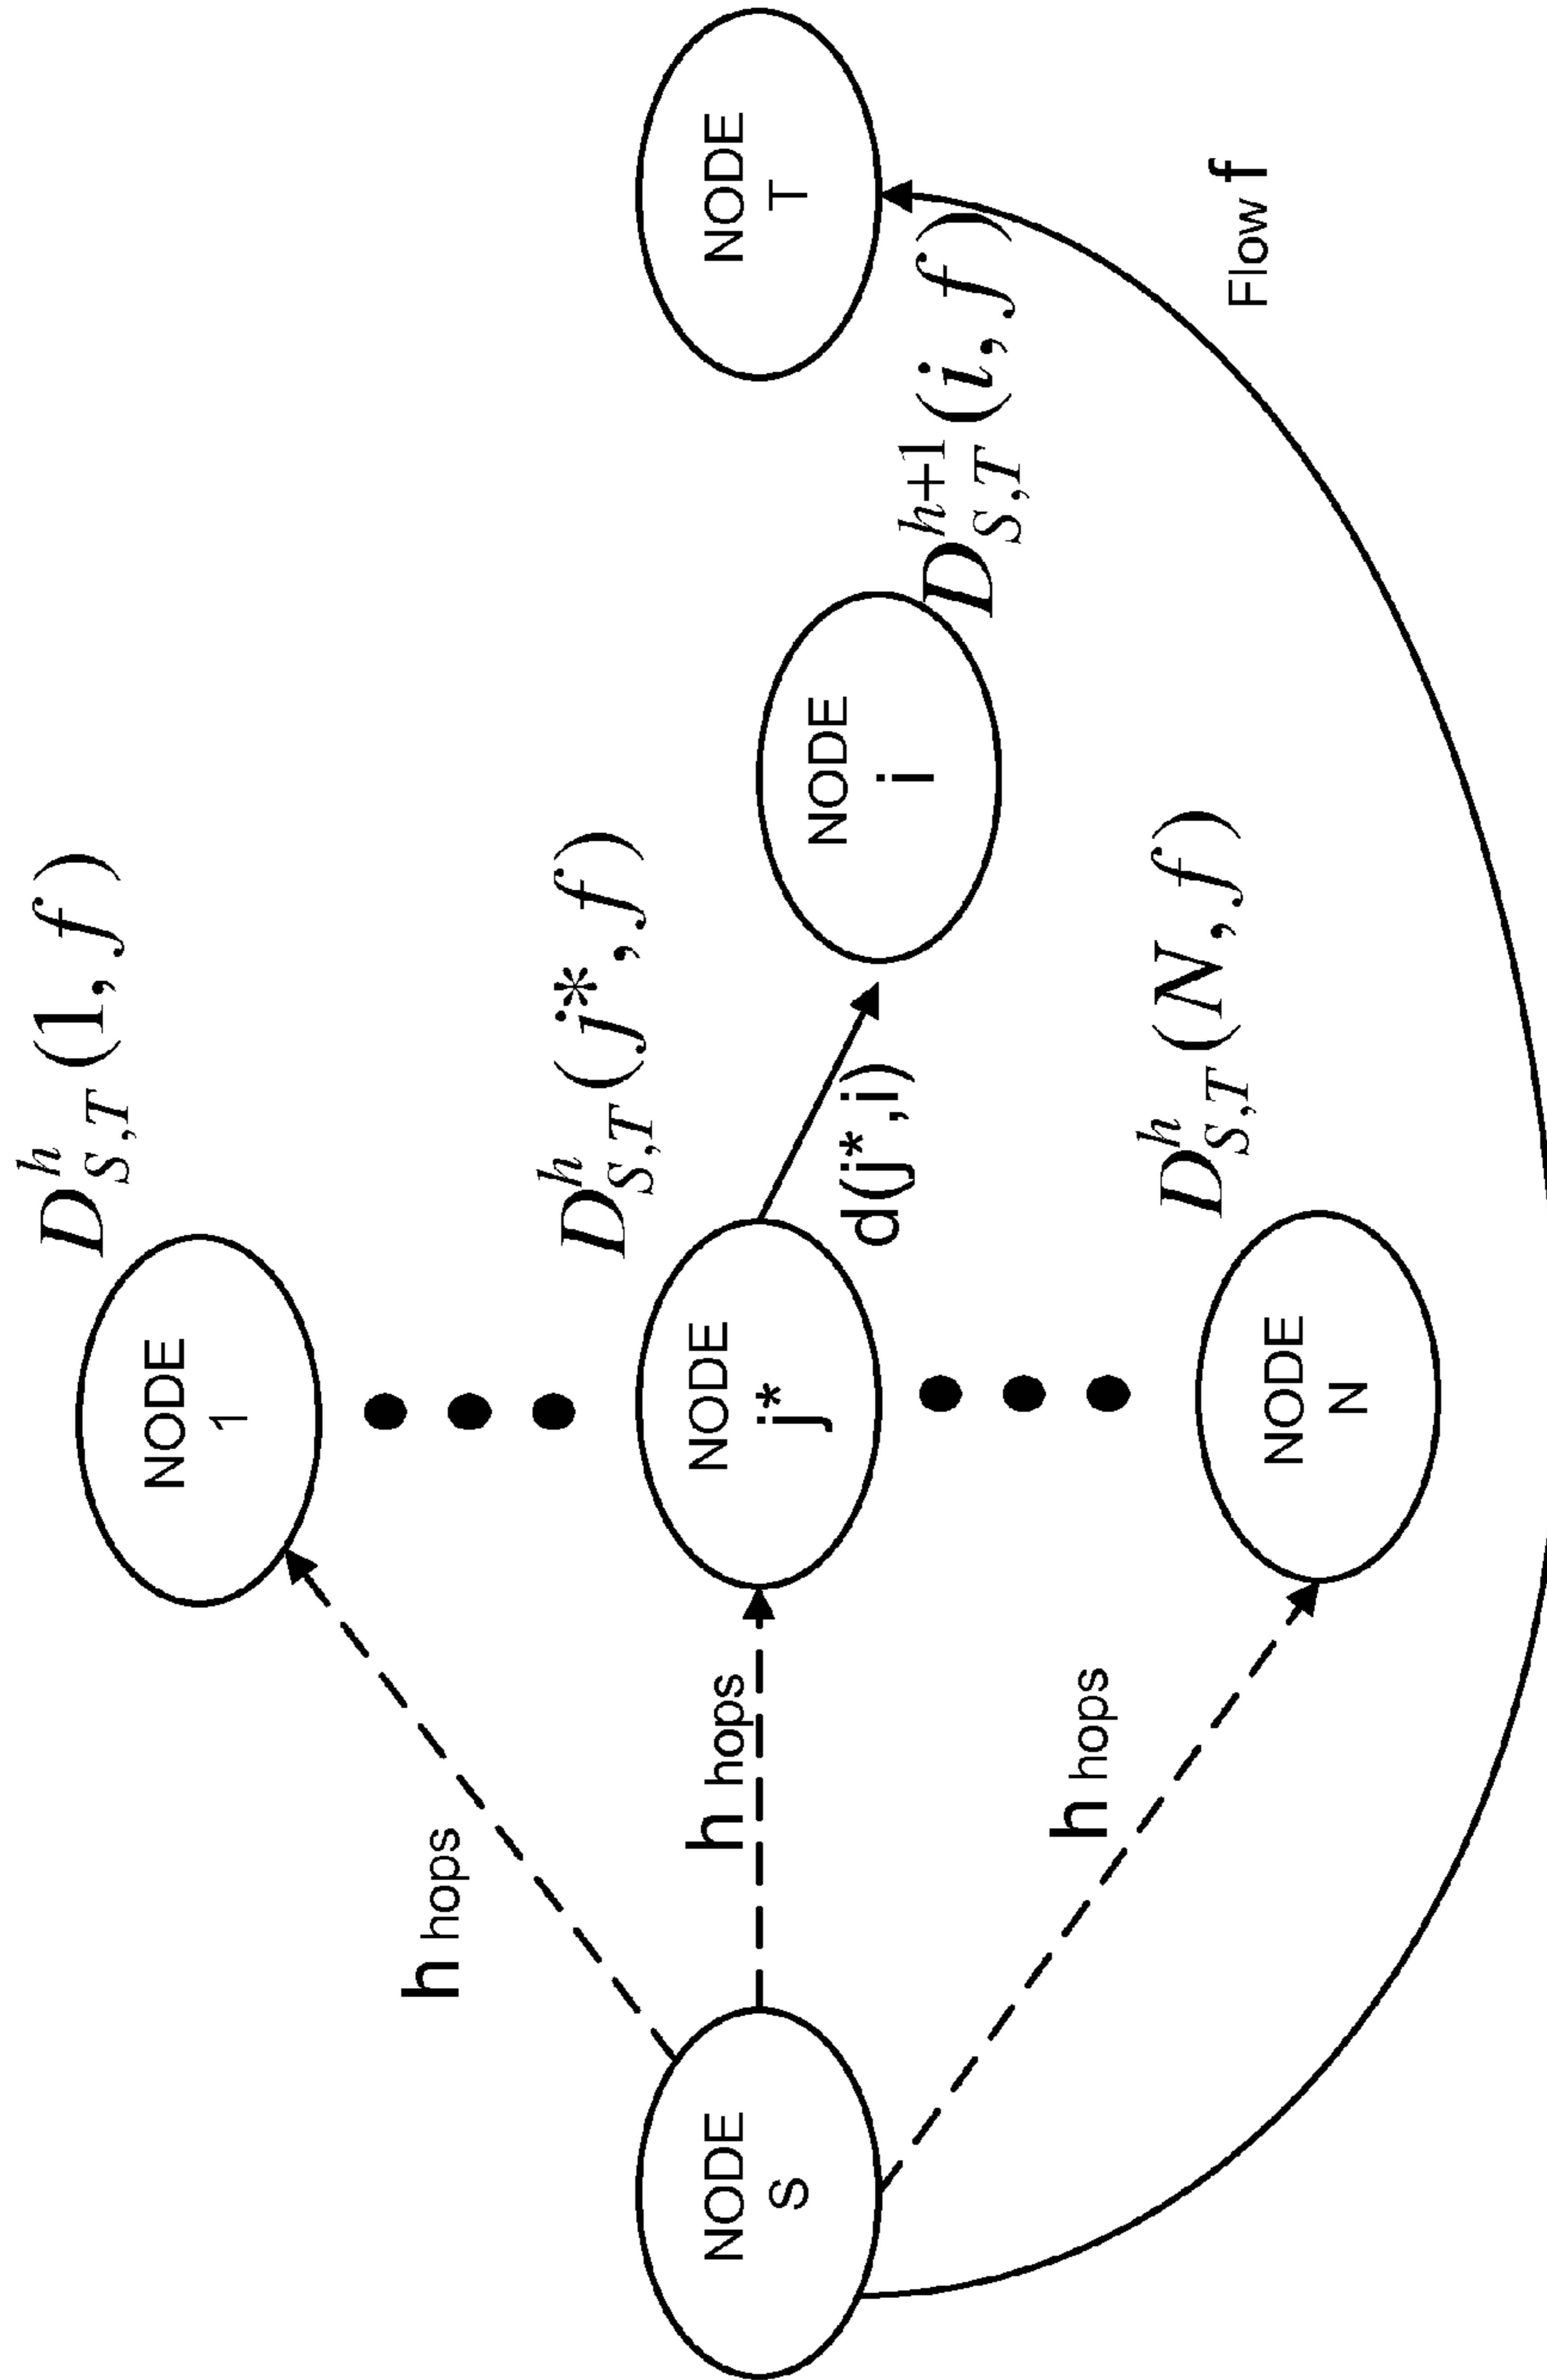 D^h_{S,T}(1, f)
NODE
1
h hops
D^h_{S,T}(j*, f)
NODE
S
h hops
NODE
j*
NODE
T
d(j*,i)
NODE
i
D^{h+1}_{S,T}(i, f)
h hops
D^h_{S,T}(N, f)
NODE
N
Flow f